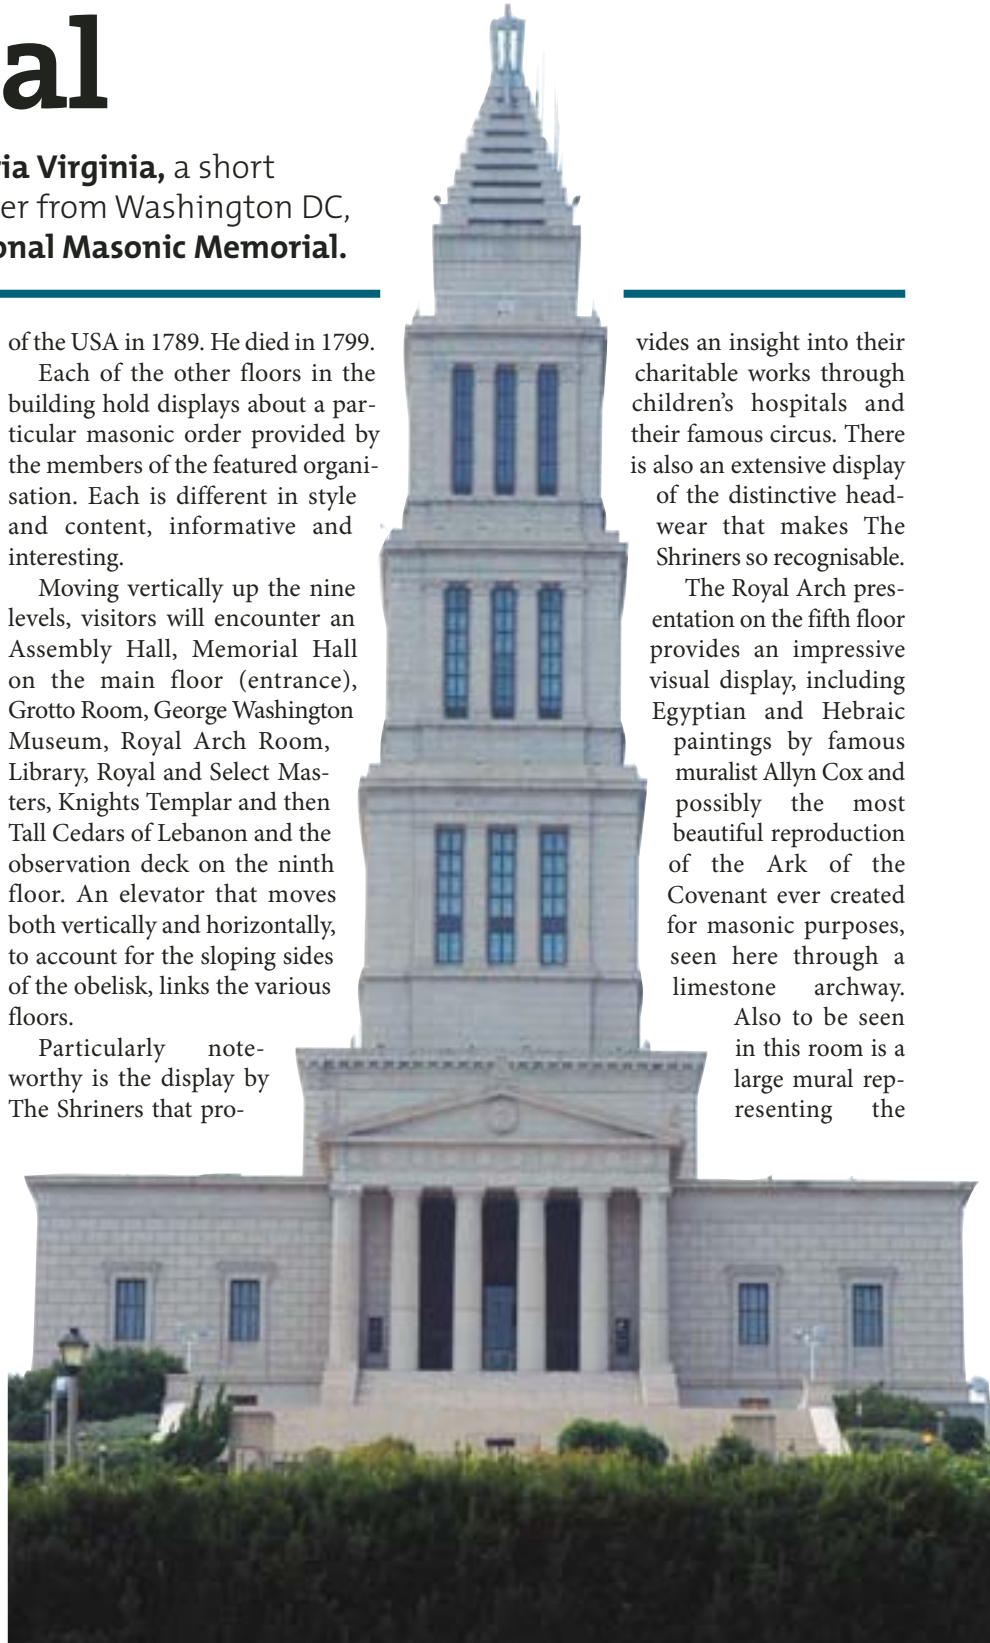 al
ria Virginia, a short
er from Washington DC,
onal Masonic Memorial.
of the USA in 1789. He died in 1799.
Each of the other floors in the
building hold displays about a par-
ticular masonic order provided by
the members of the featured organi-
sation. Each is different in style
and content, informative and
interesting.
Moving vertically up the nine
levels, visitors will encounter an
Assembly Hall, Memorial Hall
on the main floor (entrance),
Grotto Room, George Washington
Museum, Royal Arch Room,
Library, Royal and Select Mas-
ters, Knights Templar and then
Tall Cedars of Lebanon and the
observation deck on the ninth
floor. An elevator that moves
both vertically and horizontally,
to account for the sloping sides
of the obelisk, links the various
floors.
Particularly note-
worthy is the display by
The Shriners that pro-
vides an insight into their
charitable works through
children’s hospitals and
their famous circus. There
is also an extensive display
of the distinctive head-
wear that makes The
Shriners so recognisable.
The Royal Arch pres-
entation on the fifth floor
provides an impressive
visual display, including
Egyptian and Hebraic
paintings by famous
muralist Allyn Cox and
possibly the most
beautiful reproduction
of the Ark of the
Covenant ever created
for masonic purposes,
seen here through a
limestone archway.
Also to be seen
in this room is a
large mural rep-
resenting the